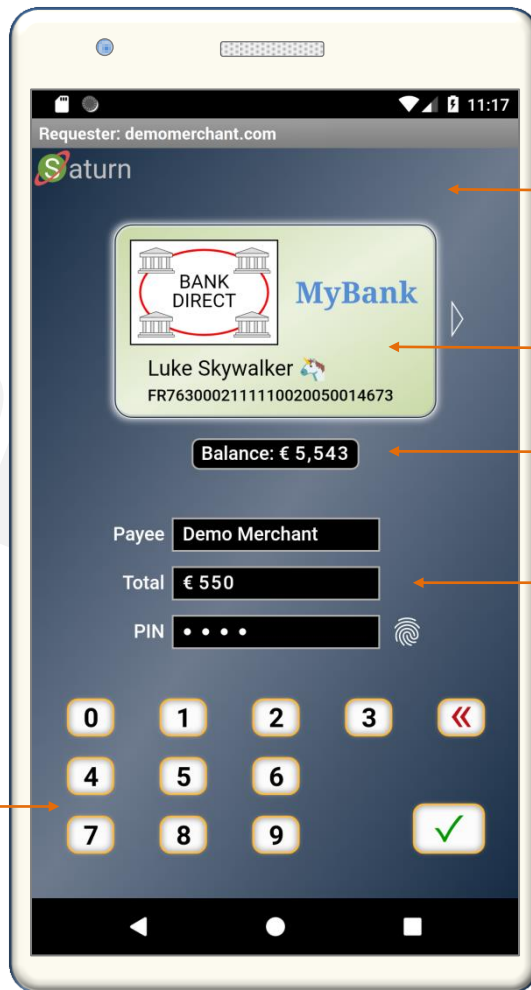 11:17
Requester: demomerchant.com
Saturn
BANK
DIRECT
MyBank
Luke Skywalker 🦄
FR7630002111110020050014673
Balance: € 5,543
Payee Demo Merchant
Total € 550
PIN • • • •
0 1 2 3 «
4 5 6
7 8 9 ✓